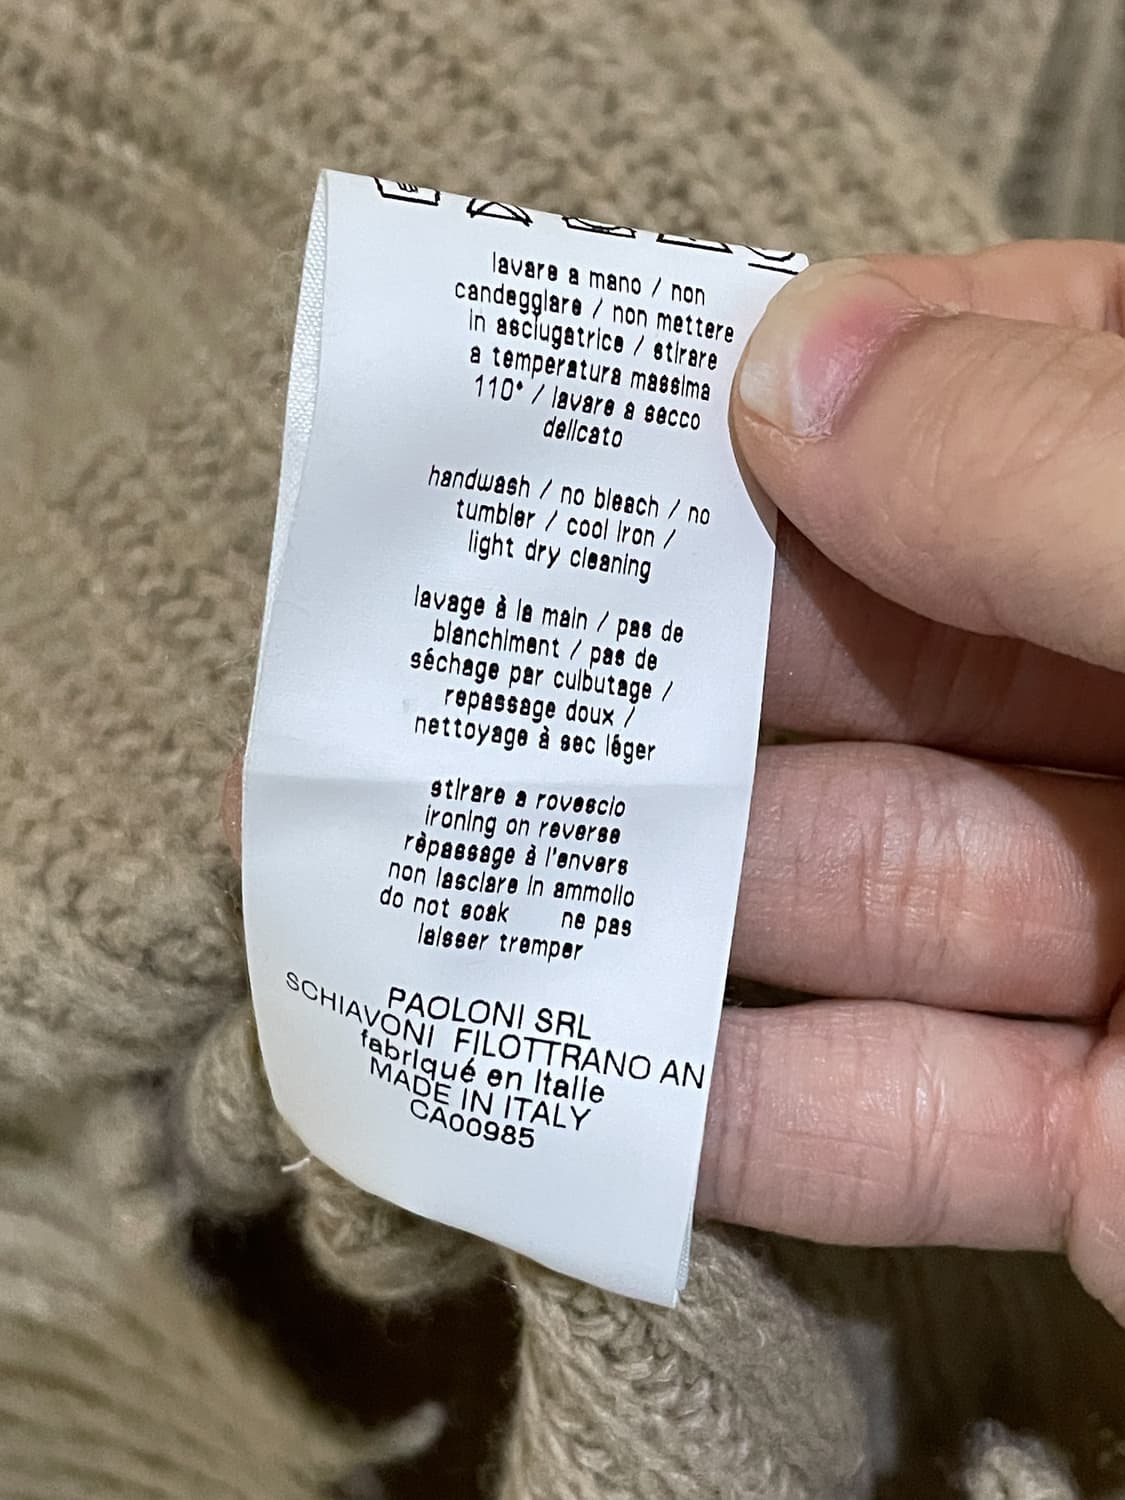 lavare a mano / non
candeggiare / non mettere
in asciugatrice / stirare
a temperatura massima
110° / lavare a secco
delicato
handwash / no bleach / no
tumbler / cool iron /
light dry cleaning
lavage à la main / pas de
blanchiment / pas de
séchage par culbutage /
repassage doux /
nettoyage à sec léger
stirare a rovescio
ironing on reverse
rèpassage à l'envers
non lasciare in ammollo
do not soak ne pas
laisser tremper
PAOLONI SRL
SCHIAVONI FILOTTRANO AN
fabriqué en Italie
MADE IN ITALY
CA00985